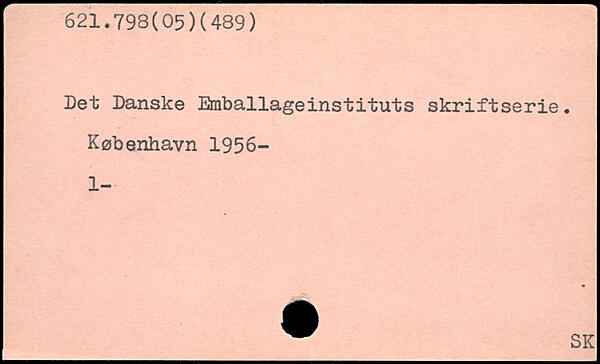 621.798(05)(489)
Det Danske Emballageinstituts skriftserie.
København 1956-
1-
SK